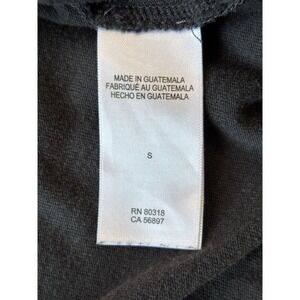 MADE IN GUATEMALA
FABRIQUÉ AU GUATEMALA
HECHO EN GUATEMALA
S
RN 80318
CA 56897